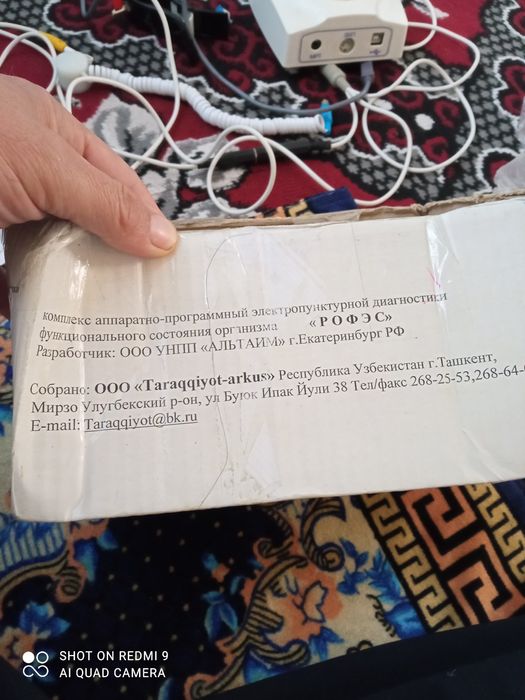 комплекс аппаратно-программный электропунктурной диагностики
функционального состояния организма «РОФЭС»
Разработчик: ООО УНПП «АЛЬТАИМ» г.Екатеринбург РФ
Собрано: ООО «Taraqqiyot-arkus» Республика Узбекистан г.Ташкент,
Мирзо Улугбекский р-он, ул Буюк Ипак Йули 38 Тел/факс 268-25-53,268-64-
E-mail: Taraqqiyot@bk.ru
SHOT ON REDMI 9
AI QUAD CAMERA